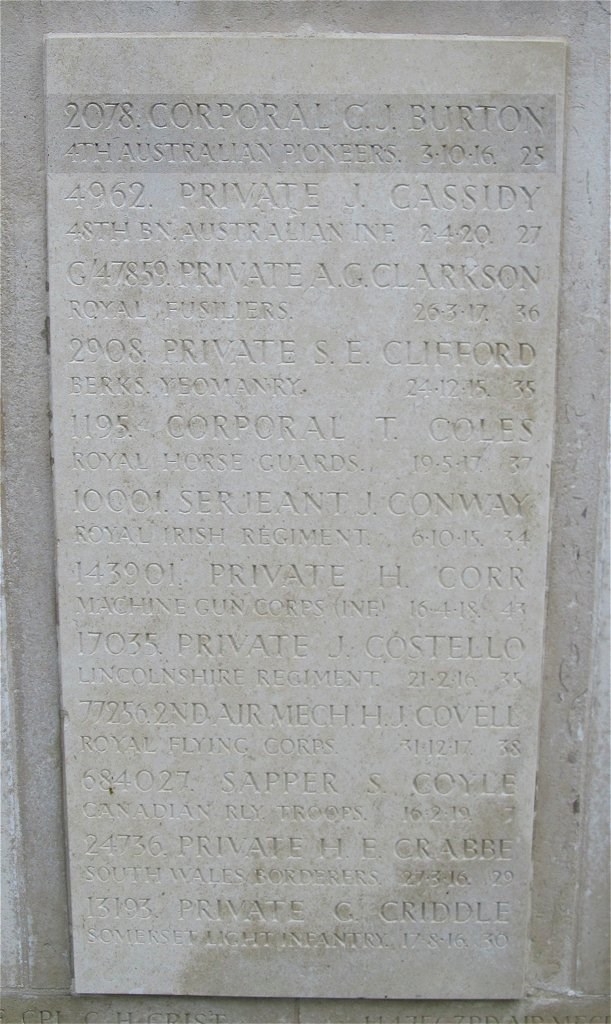 2078. CORPORAL C.J. BURTON
4TH AUSTRALIAN PIONEERS. 3·10·16. 25
4962. PRIVATE J. CASSIDY
48TH BN. AUSTRALIAN INF. 2·4·20. 27
G/47859. PRIVATE A.G. CLARKSON
ROYAL FUSILIERS. 26·3·17. 36
2908. PRIVATE S. E. CLIFFORD
BERKS. YEOMANRY. 24·12·15. 35
1195. CORPORAL T. COLES
ROYAL HORSE GUARDS. 19·5·17. 37
10001. SERJEANT J. CONWAY
ROYAL IRISH REGIMENT. 6·10·15. 34
143901. PRIVATE H. CORR
MACHINE GUN CORPS (INF.) 16·4·18. 43
17035. PRIVATE J. COSTELLO
LINCOLNSHIRE REGIMENT. 21·2·16. 35
77256. 2ND AIR MECH. H.J. COVELL
ROYAL FLYING CORPS. 31·12·17. 38
684027. SAPPER S. COYLE
CANADIAN RLY. TROOPS. 16·2·19.
24736. PRIVATE H. E. CRABBE
SOUTH WALES BORDERERS. 27·3·16. 29
13193. PRIVATE C. CRIDDLE
SOMERSET LIGHT INFANTRY. 17·8·16. 30
CPL. C. H. CRIST
3RD AIR MECH